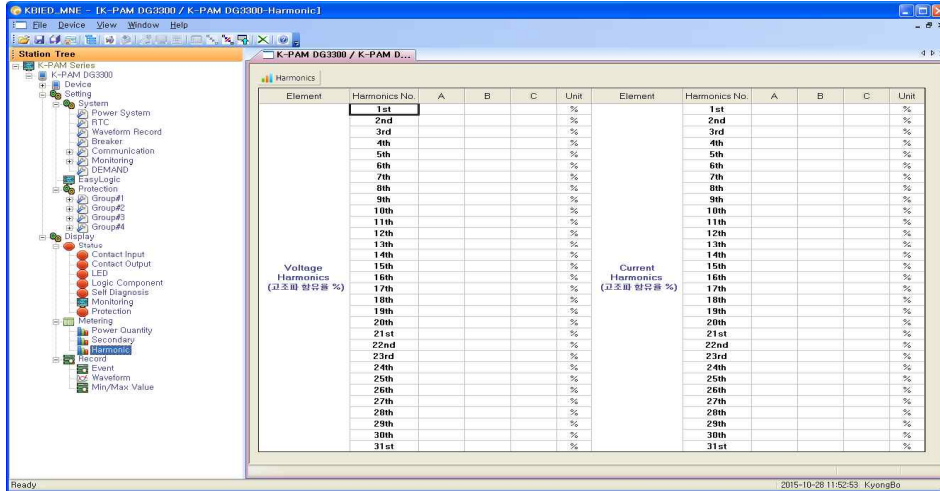 KBIED_MNE - [K-PAM DG3300 / K-PAM DG3300-Harmonic]
File Device View Window Help
Station Tree
K-PAM Series
K-PAM DG3300
Device
Setting
System
Power System
RTC
Waveform Record
Breaker
Communication
Monitoring
DEMAND
EasyLogic
Protection
Group#1
Group#2
Group#3
Group#4
Display
Status
Contact Input
Contact Output
LED
Logic Component
Self Diagnosis
Monitoring
Protection
Metering
Power Quantity
Secondary
Harmonic
Record
Event
Waveform
Min/Max Value
K-PAM DG3300 / K-PAM D...
Harmonics
Element Harmonics No. A B C Unit Element Harmonics No. A B C Unit
1st % 1st %
2nd % 2nd %
3rd % 3rd %
4th % 4th %
5th % 5th %
6th % 6th %
7th % 7th %
8th % 8th %
9th % 9th %
10th % 10th %
11th % 11th %
12th % 12th %
13th % 13th %
14th % 14th %
Voltage 15th % Current 15th %
Harmonics 16th % Harmonics 16th %
(고조파 함유율 %) 17th % (고조파 함유율 %) 17th %
18th % 18th %
19th % 19th %
20th % 20th %
21st % 21st %
22nd % 22nd %
23rd % 23rd %
24th % 24th %
25th % 25th %
26th % 26th %
27th % 27th %
28th % 28th %
29th % 29th %
30th % 30th %
31st % 31st %
Ready 2015-10-28 11:52:53 KyongBo